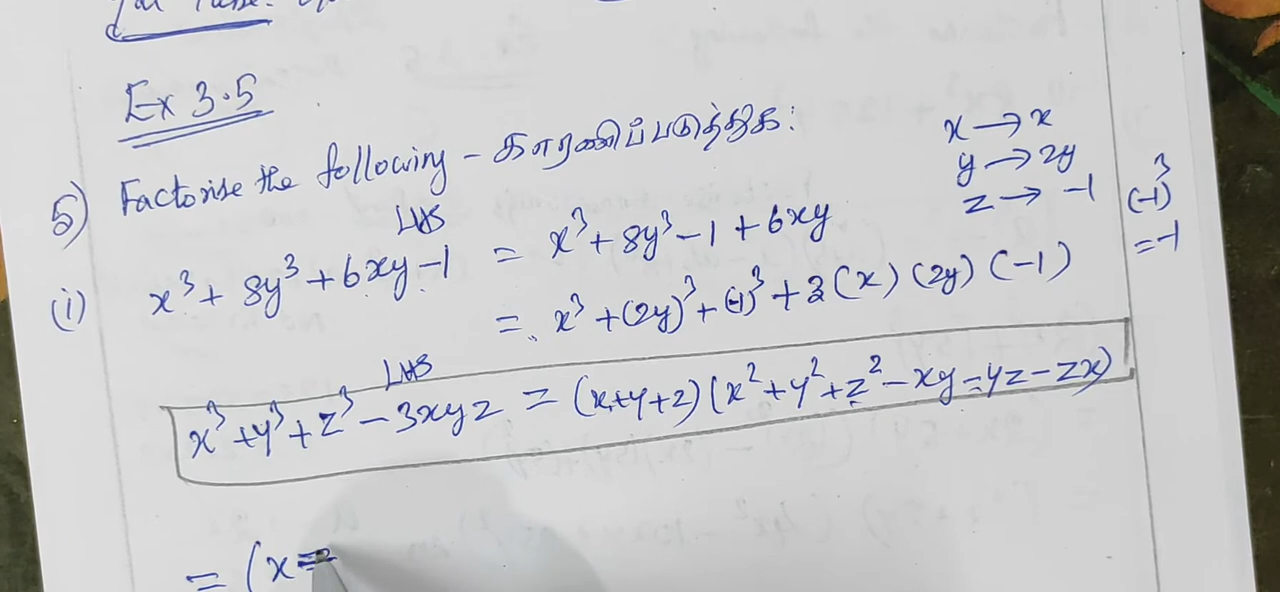 Ex 3.5
5) Factorise the following - காரணிப்படுத்துக:
x → x
y → 2y
z → -1
(-1)³
= -1
LHS
(i) x³ + 8y³ + 6xy - 1 = x³ + 8y³ - 1 + 6xy
= x³ + (2y)³ + (-1)³ + 3(x)(2y)(-1)
LHS
x³ + y³ + z³ - 3xyz = (x+y+z)(x²+y²+z²-xy-yz-zx)
= (x